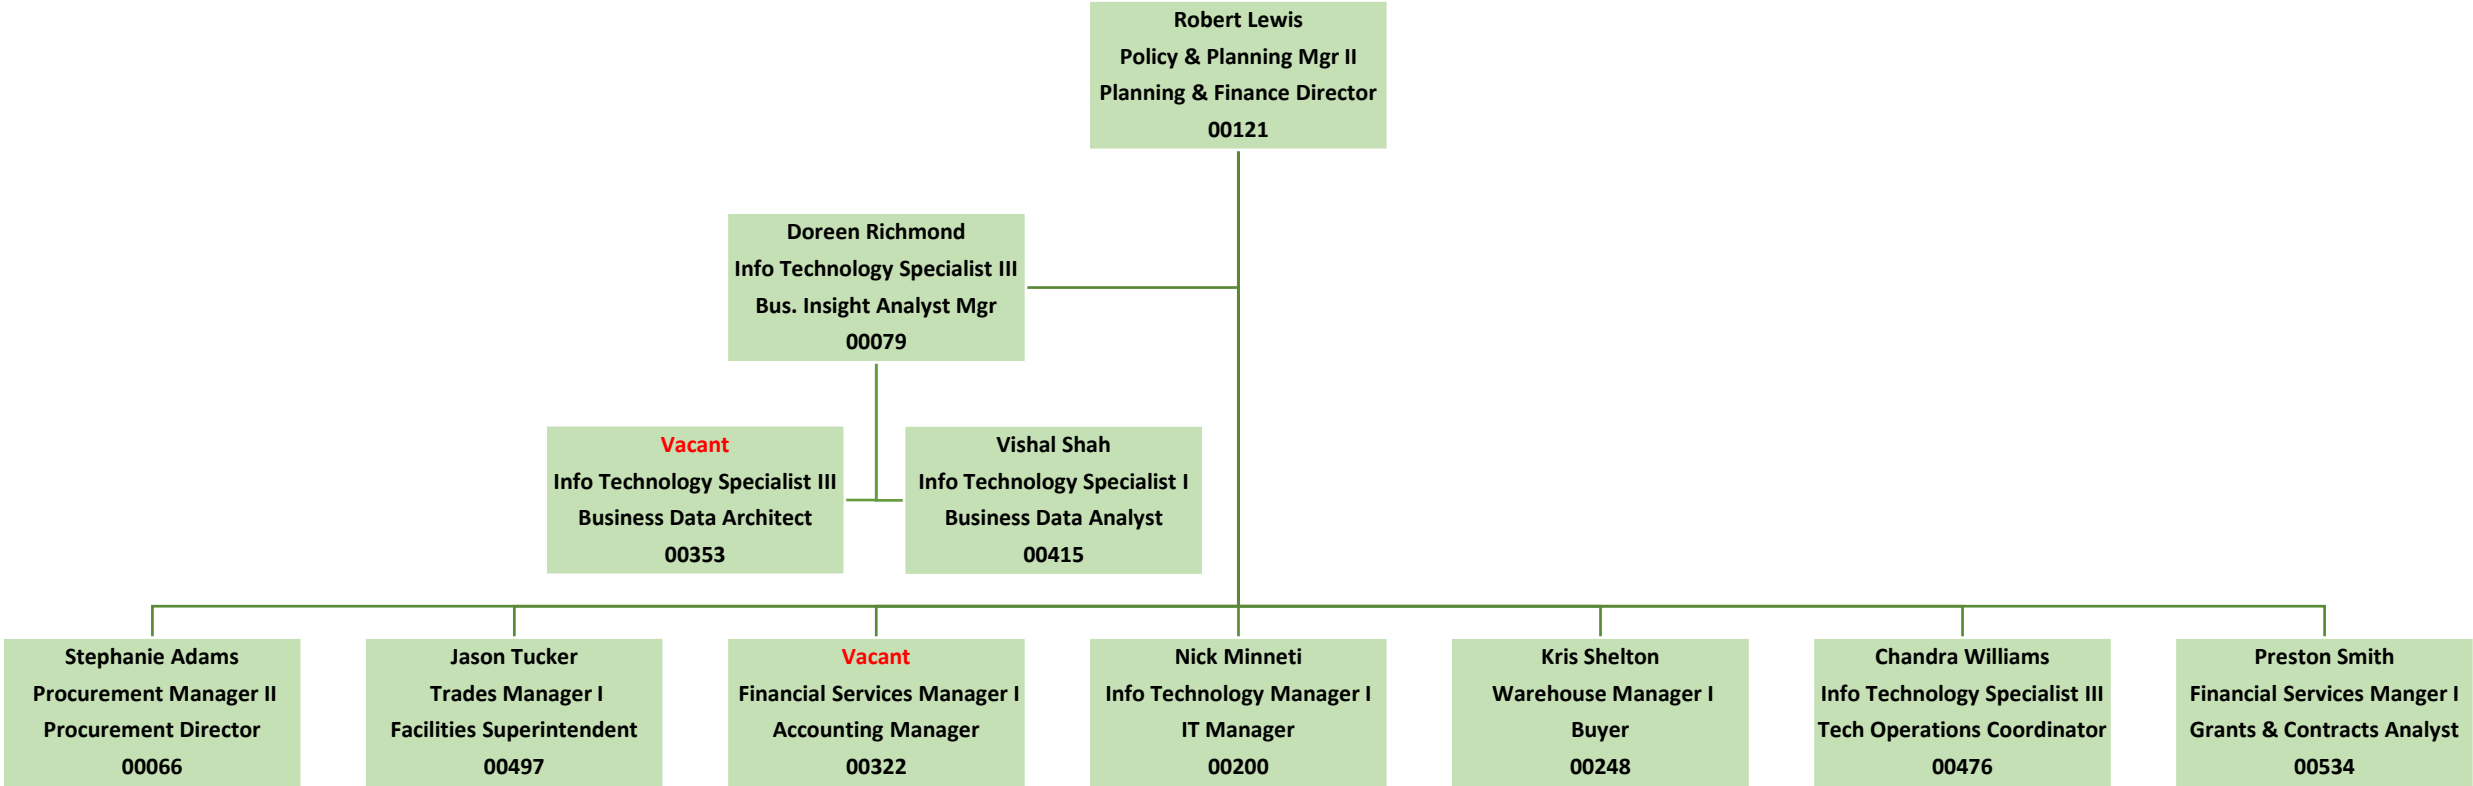 Robert Lewis
Policy & Planning Mgr II
Planning & Finance Director
00121
Doreen Richmond
Info Technology Specialist III
Bus. Insight Analyst Mgr
00079
Vacant
Info Technology Specialist III
Business Data Architect
00353
Vishal Shah
Info Technology Specialist I
Business Data Analyst
00415
Stephanie Adams
Procurement Manager II
Procurement Director
00066
Jason Tucker
Trades Manager I
Facilities Superintendent
00497
Vacant
Financial Services Manager I
Accounting Manager
00322
Nick Minneti
Info Technology Manager I
IT Manager
00200
Kris Shelton
Warehouse Manager I
Buyer
00248
Chandra Williams
Info Technology Specialist III
Tech Operations Coordinator
00476
Preston Smith
Financial Services Manger I
Grants & Contracts Analyst
00534